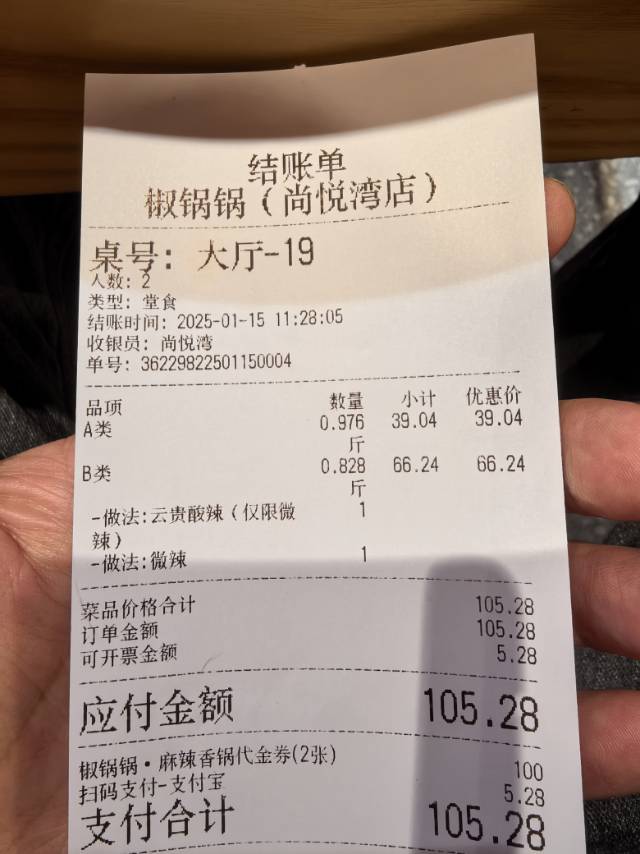 结账单
椒锅锅（尚悦湾店）
桌号：大厅-19
人数：2
类型：堂食
结账时间：2025-01-15 11:28:05
收银员：尚悦湾
单号：36229822501150004
品项 数量 小计 优惠价
A类 0.976 39.04 39.04
斤
B类 0.828 66.24 66.24
斤
-做法:云贵酸辣（仅限微 1
辣）
-做法:微辣 1
菜品价格合计 105.28
订单金额 105.28
可开票金额 5.28
应付金额 105.28
椒锅锅·麻辣香锅代金券(2张) 100
扫码支付-支付宝 5.28
支付合计 105.28